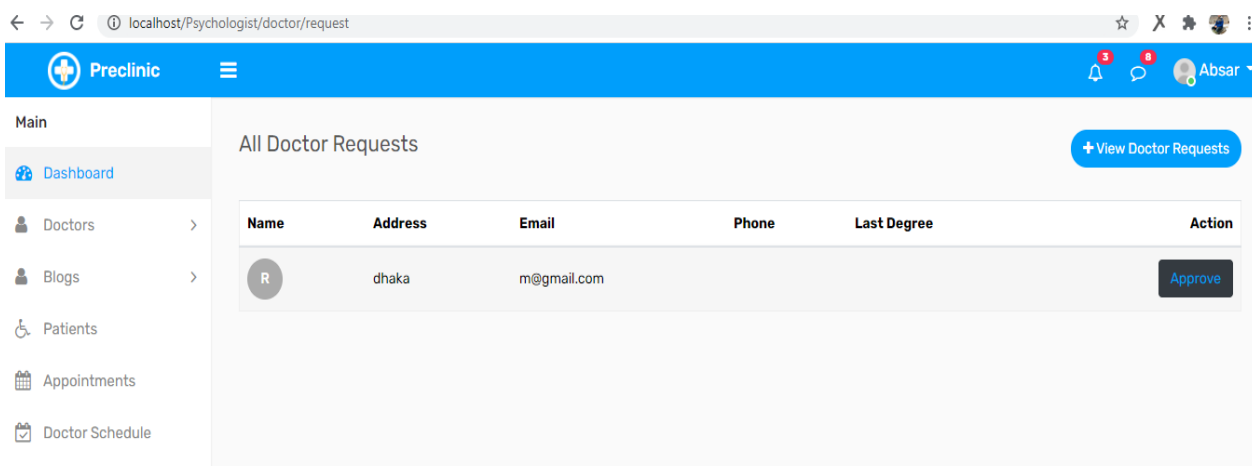 localhost/Psychologist/doctor/request
Preclinic
3
8
Absar
Main
All Doctor Requests
+ View Doctor Requests
Dashboard
Doctors
Blogs
Patients
Appointments
Doctor Schedule
Name Address Email Phone Last Degree Action
R dhaka m@gmail.com Approve